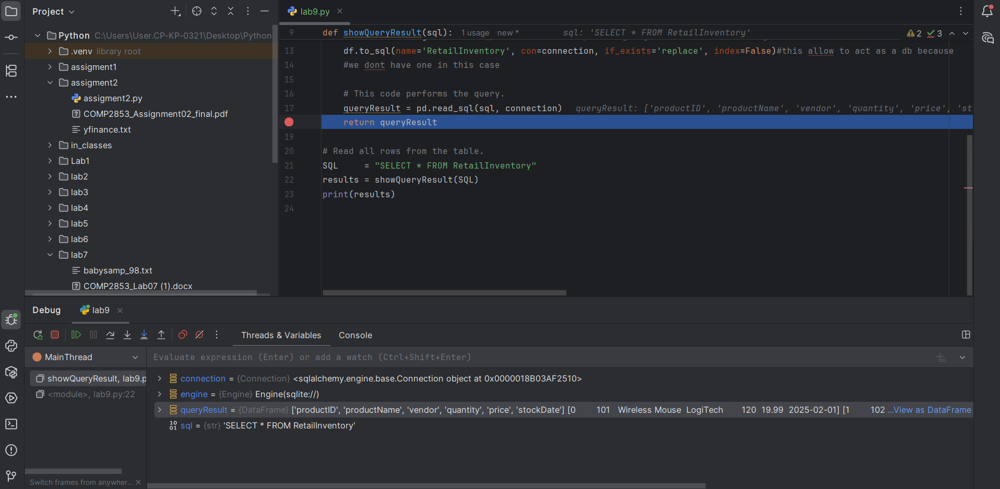 Project
Python C:\Users\User.CP-KP-0321\Desktop\Python
.venv library root
assigment1
assigment2
assigment2.py
COMP2853_Assignment02_final.pdf
yfinance.txt
in_classes
Lab1
lab2
lab3
lab4
lab5
lab6
lab7
babysamp_98.txt
COMP2853_Lab07 (1).docx
lab9.py
9 def showQueryResult(sql): 1 usage new * sql: 'SELECT * FROM RetailInventory' 2 3
13 df.to_sql(name='RetailInventory', con=connection, if_exists='replace', index=False)#this allow to act as a db because
14 #we dont have one in this case
15
16 # This code performs the query.
17 queryResult = pd.read_sql(sql, connection) queryResult: ['productID', 'productName', 'vendor', 'quantity', 'price', 'st
return queryResult
19
20 # Read all rows from the table.
21 SQL = "SELECT * FROM RetailInventory"
22 results = showQueryResult(SQL)
23 print(results)
24
Debug lab9
Threads & Variables Console
MainThread
Evaluate expression (Enter) or add a watch (Ctrl+Shift+Enter)
showQueryResult, lab9.p
<module>, lab9.py:22
connection = {Connection} <sqlalchemy.engine.base.Connection object at 0x0000018B03AF2510>
engine = {Engine} Engine(sqlite://)
queryResult = {DataFrame} ['productID', 'productName', 'vendor', 'quantity', 'price', 'stockDate'] [0 101 Wireless Mouse LogiTech 120 19.99 2025-02-01] [1 102 ...View as DataFrame
sql = {str} 'SELECT * FROM RetailInventory'
Switch frames from anywher...